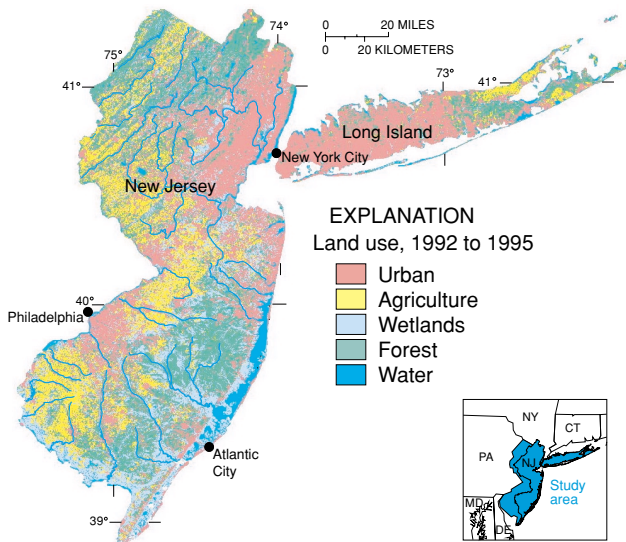 74°
0 20 MILES
0 20 KILOMETERS
75°
41°
73°
41°
Long Island
New York City
New Jersey
EXPLANATION
Land use, 1992 to 1995
Urban
Agriculture
Wetlands
Forest
Water
40°
Philadelphia
Atlantic
City
39°
NY
CT
PA
NJ
Study
area
MD
DE